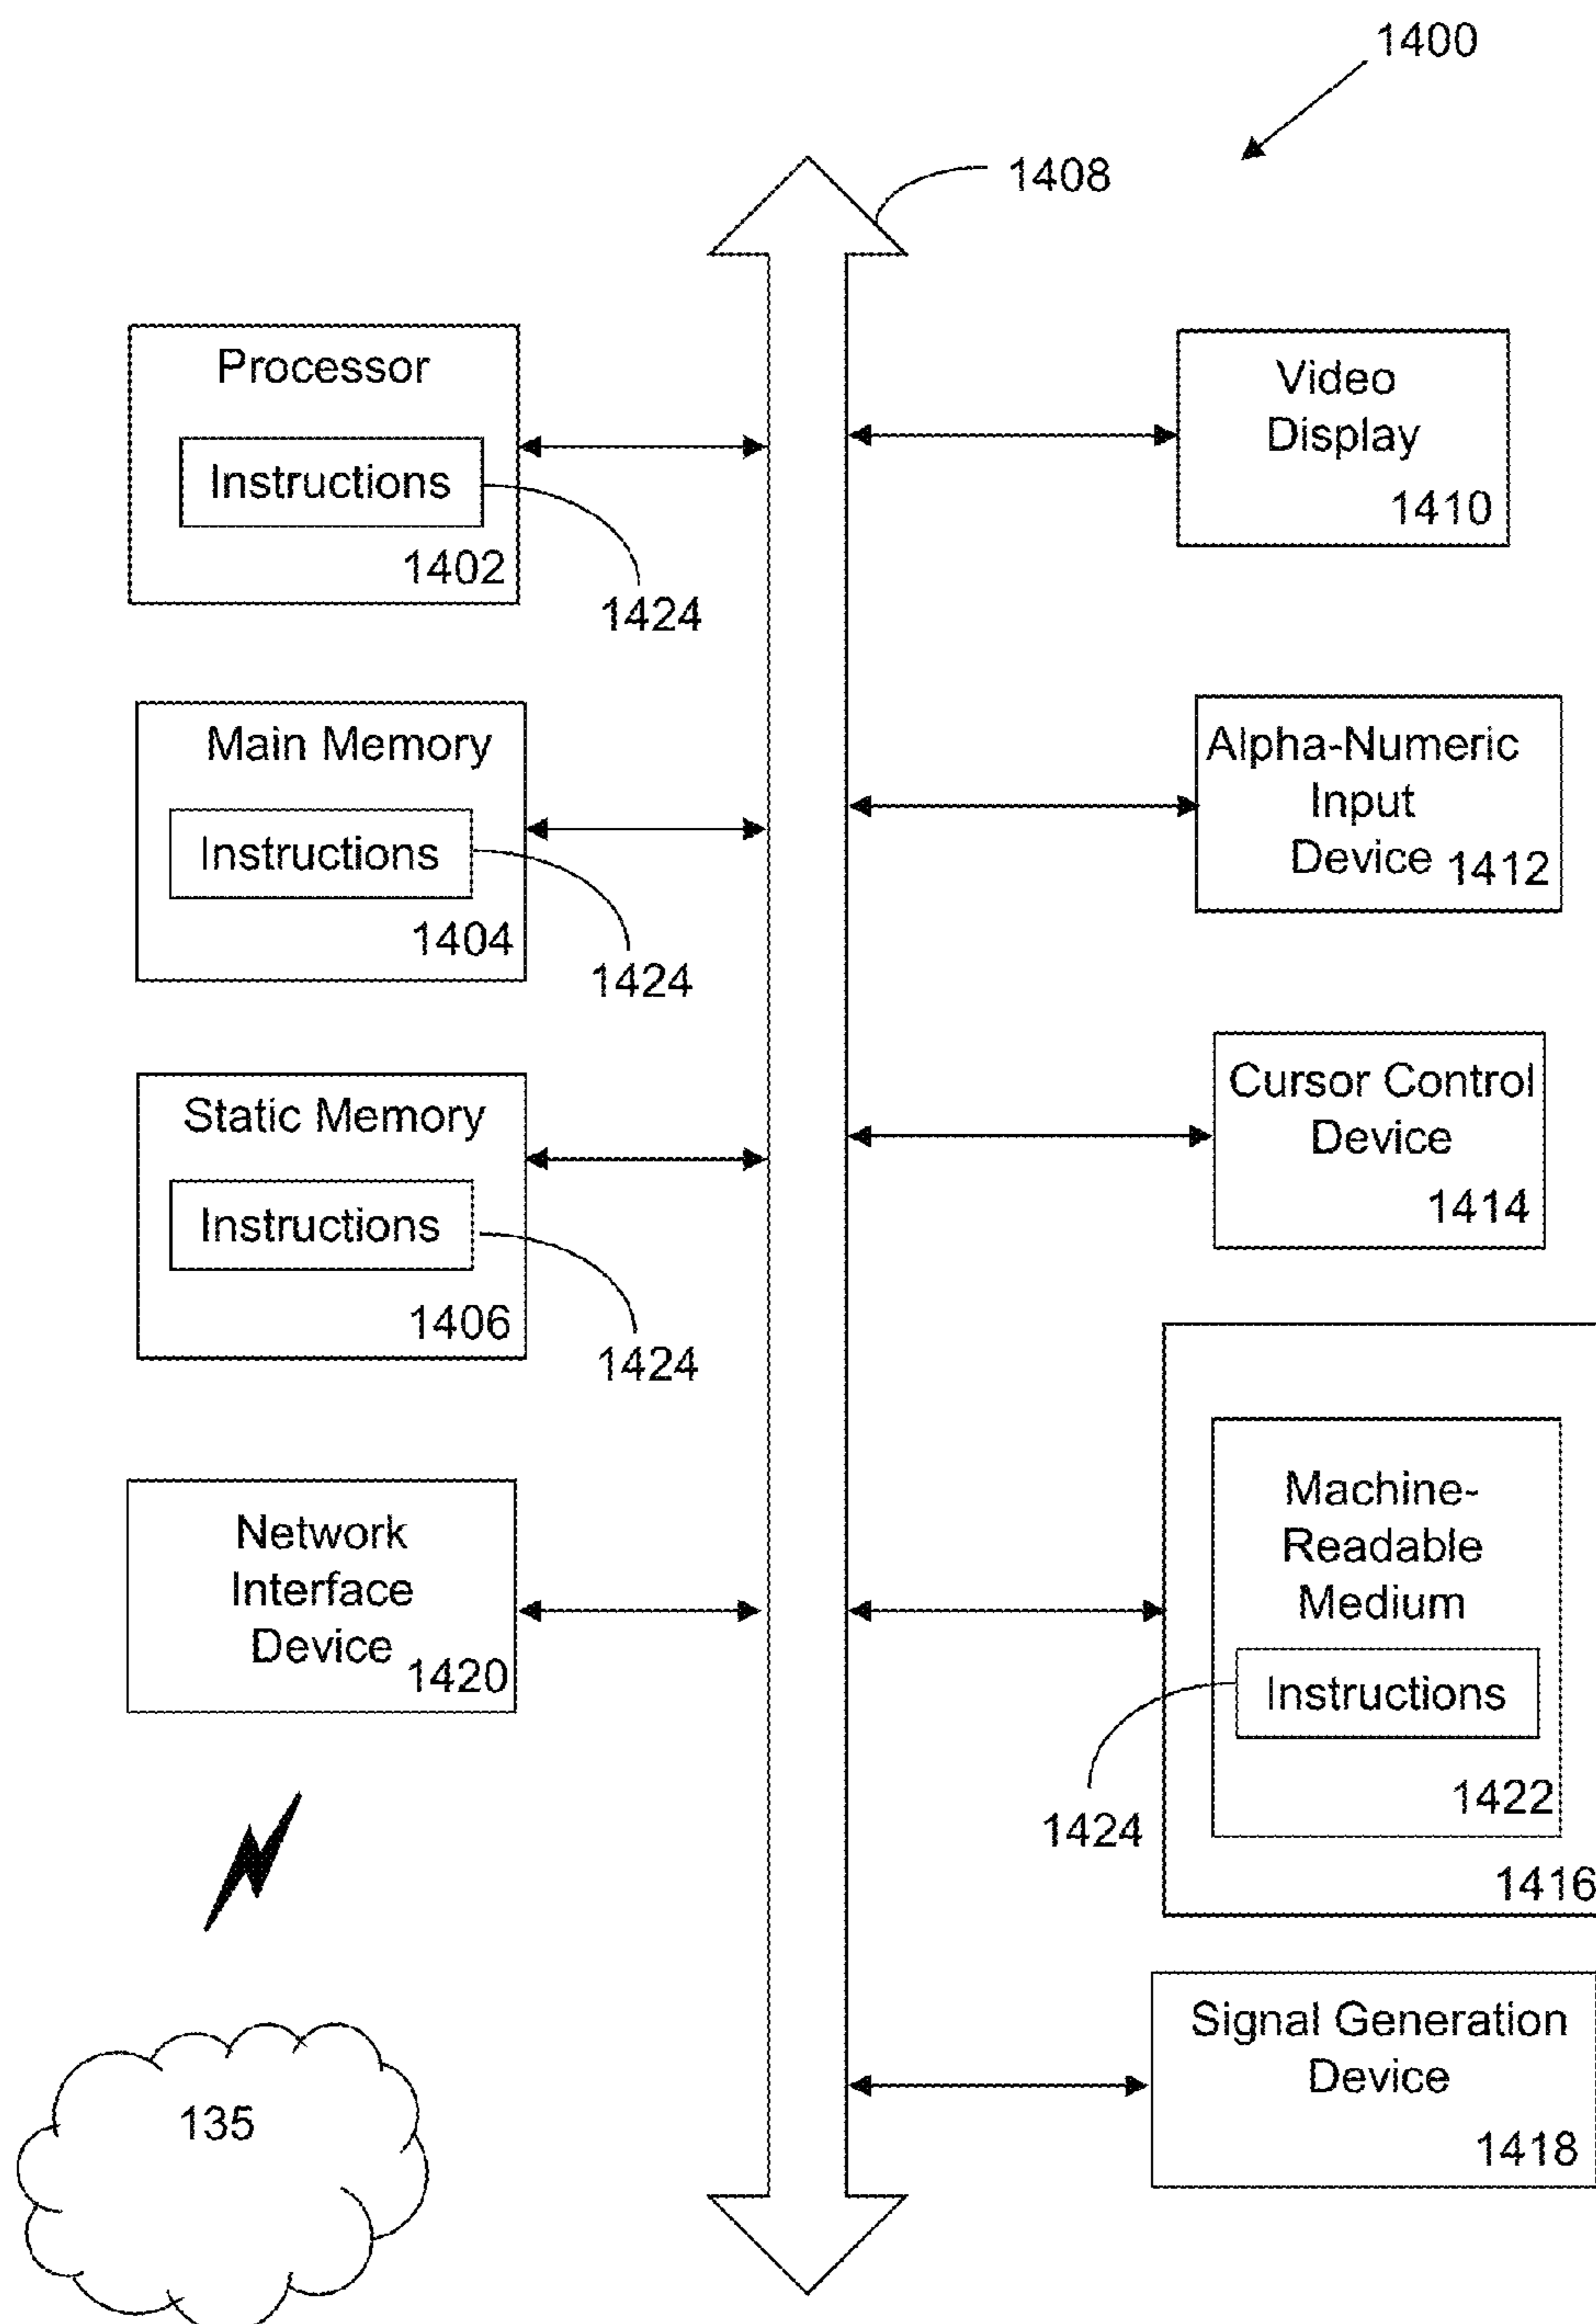 1400
1408
Processor
Instructions
1402
1424
Main Memory
Instructions
1404
1424
Static Memory
Instructions
1406
1424
Network
Interface
Device
1420
135
Video
Display
1410
Alpha-Numeric
Input
Device
1412
Cursor Control
Device
1414
Machine-
Readable
Medium
Instructions
1422
1424
1416
Signal Generation
Device
1418